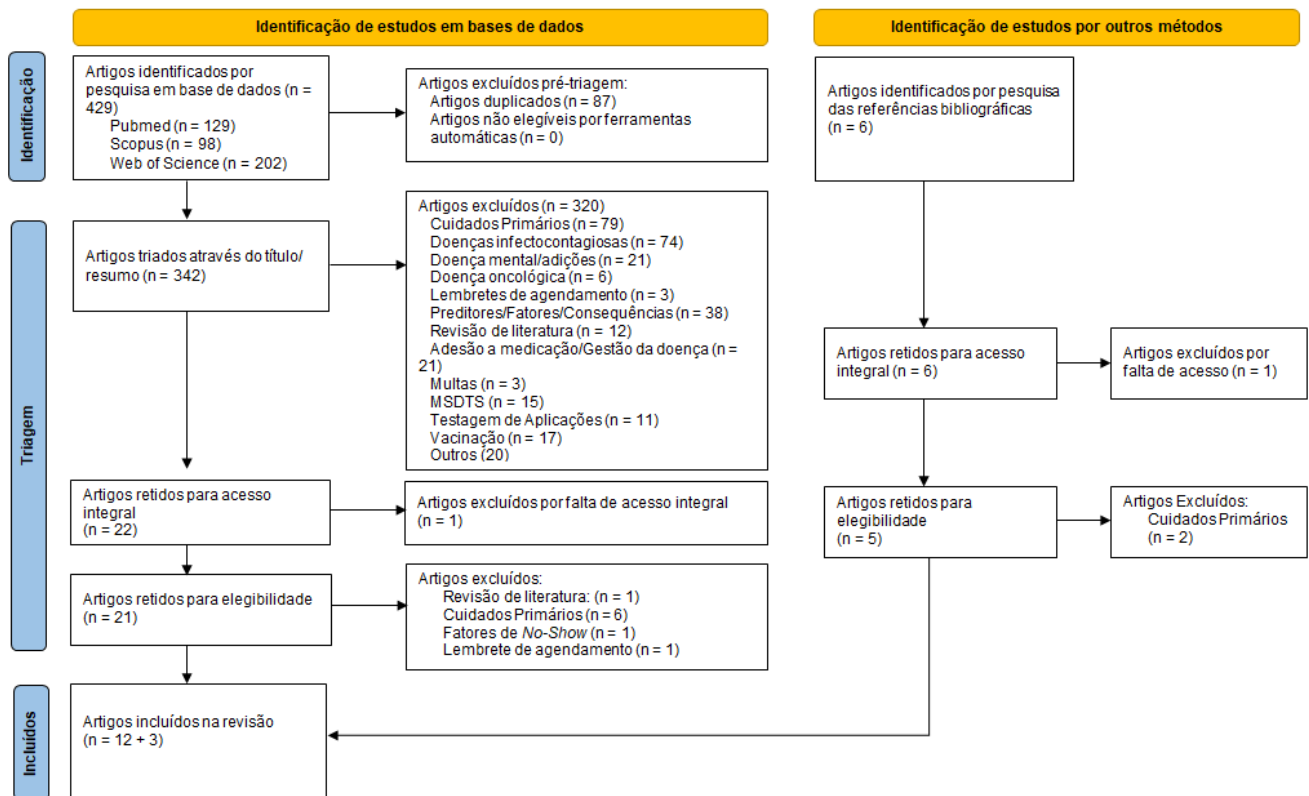 Identificação de estudos em bases de dados
Identificação de estudos por outros métodos
Identificação
Artigos identificados por
pesquisa em base de dados (n =
429)
Pubmed (n = 129)
Scopus (n = 98)
Web of Science (n = 202)
Artigos excluídos pré-triagem:
Artigos duplicados (n = 87)
Artigos não elegíveis por ferramentas
automáticas (n = 0)
Artigos identificados por pesquisa
das referências bibliográficas
(n = 6)
Triagem
Artigos triados através do título/
resumo (n = 342)
Artigos excluídos (n = 320)
Cuidados Primários (n = 79)
Doenças infectocontagiosas (n = 74)
Doença mental/adições (n = 21)
Doença oncológica (n = 6)
Lembretes de agendamento (n = 3)
Preditores/Fatores/Consequências (n = 38)
Revisão de literatura (n = 12)
Adesão a medicação/Gestão da doença (n =
21)
Multas (n = 3)
MSDTS (n = 15)
Testagem de Aplicações (n = 11)
Vacinação (n = 17)
Outros (20)
Artigos retidos para acesso
integral (n = 6)
Artigos excluídos por
falta de acesso (n = 1)
Artigos retidos para acesso
integral
(n = 22)
Artigos excluídos por falta de acesso integral
(n = 1)
Artigos retidos para
elegibilidade
(n = 5)
Artigos Excluídos:
Cuidados Primários
(n = 2)
Artigos retidos para elegibilidade
(n = 21)
Artigos excluídos:
Revisão de literatura: (n = 1)
Cuidados Primários (n = 6)
Fatores de No-Show (n = 1)
Lembrete de agendamento (n = 1)
Incluídos
Artigos incluídos na revisão
(n = 12 + 3)